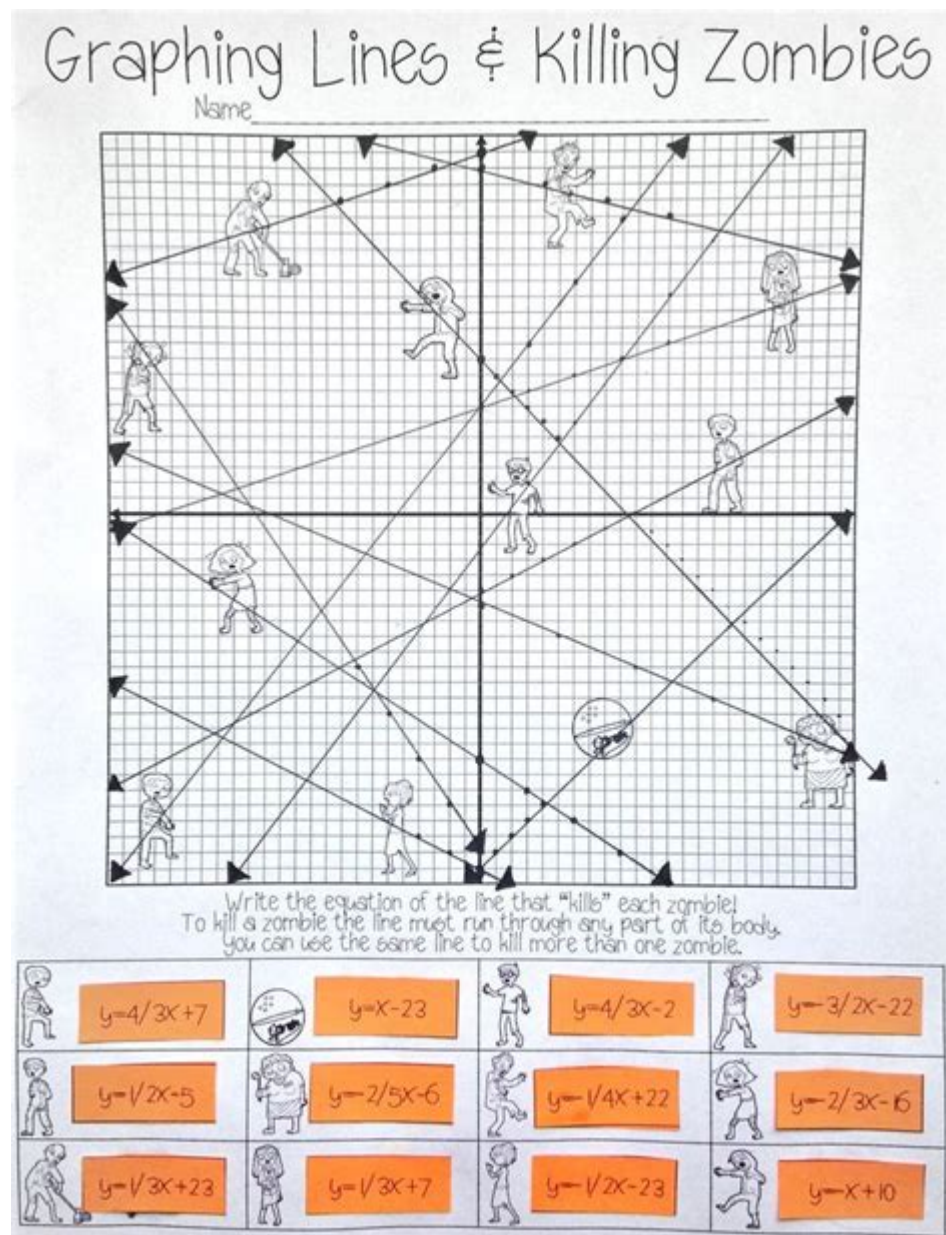 Graphing Lines & Killing Zombies
Name
Write the equation of the line that "kills" each zombie!
To kill a zombie the line must run through any part of its body.
You can use the same line to kill more than one zombie.
y=4/3x+7
y=x-23
y=4/3x-2
y=-3/2x-22
y=1/2x-5
y=-2/5x-6
y=-1/4x+22
y=-2/3x-16
y=1/3x+23
y=1/3x+7
y=-1/2x-23
y=-x+10